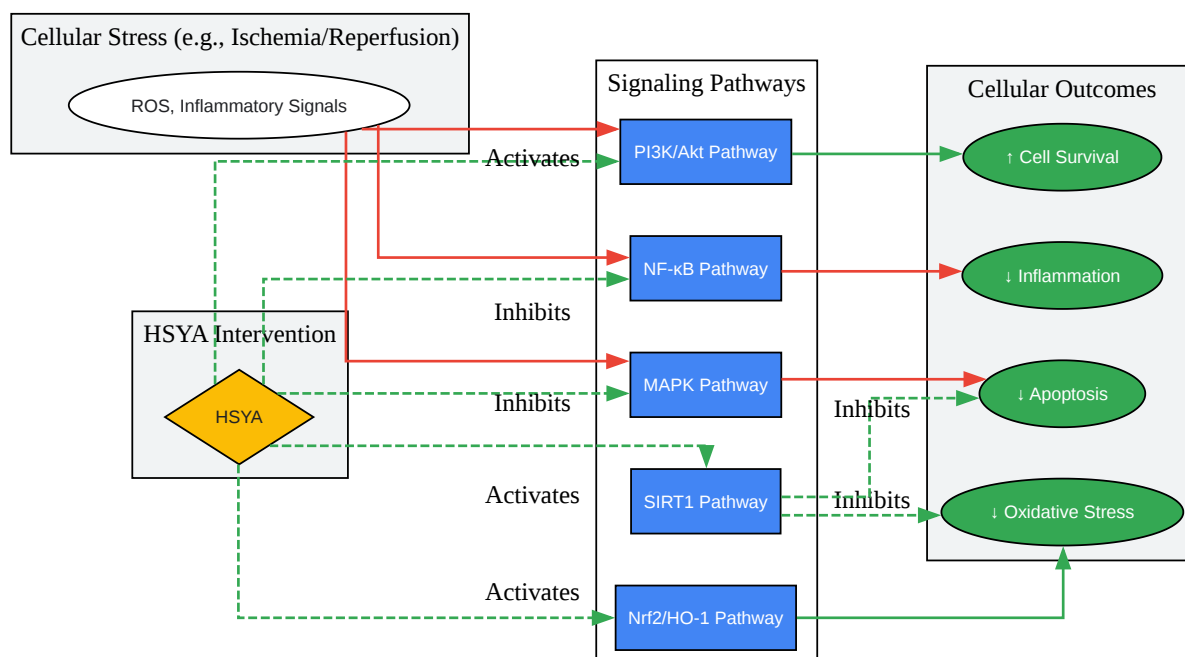 Cellular Stress (e.g., Ischemia/Reperfusion)
ROS, Inflammatory Signals
HSYA Intervention
HSYA
Activates
Inhibits
Inhibits
Activates
Activates
Signaling Pathways
PI3K/Akt Pathway
NF-κB Pathway
MAPK Pathway
SIRT1 Pathway
Nrf2/HO-1 Pathway
Inhibits
Inhibits
Cellular Outcomes
↑ Cell Survival
↓ Inflammation
↓ Apoptosis
↓ Oxidative Stress